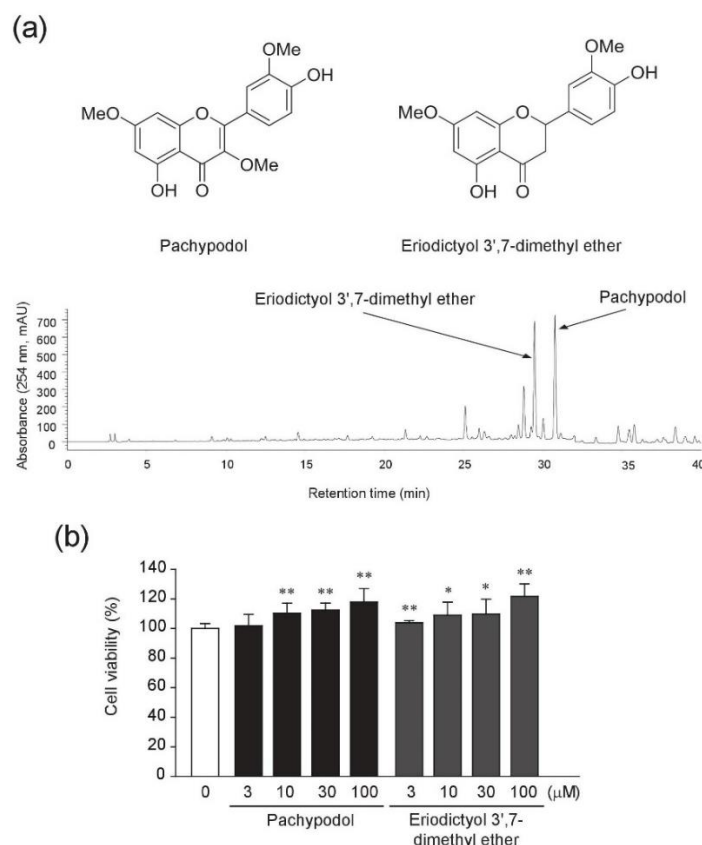 (a)
OMe
OH
MeO
O
OMe
OH
O
OMe
OH
MeO
O
OH
O
Pachypodol
Eriodictyol 3',7-dimethyl ether
Eriodictyol 3',7-dimethyl ether
Pachypodol
Absorbance (254 nm, mAU)
700
600
500
400
300
200
100
0
0 5 10 15 20 25 30 35 40
Retention time (min)
(b)
Cell viability (%)
140
120
100
80
60
40
20
0
** ** ** ** * * **
0 3 10 30 100 3 10 30 100 (μM)
Pachypodol
Eriodictyol 3',7-
dimethyl ether